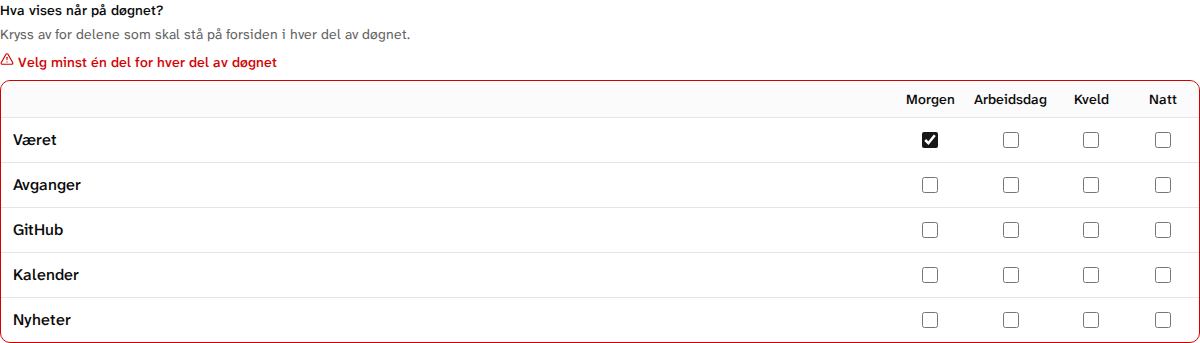 Hva vises når på døgnet?
Kryss av for delene som skal stå på forsiden i hver del av døgnet.
Velg minst én del for hver del av døgnet
Morgen Arbeidsdag Kveld Natt
Været
Avganger
GitHub
Kalender
Nyheter